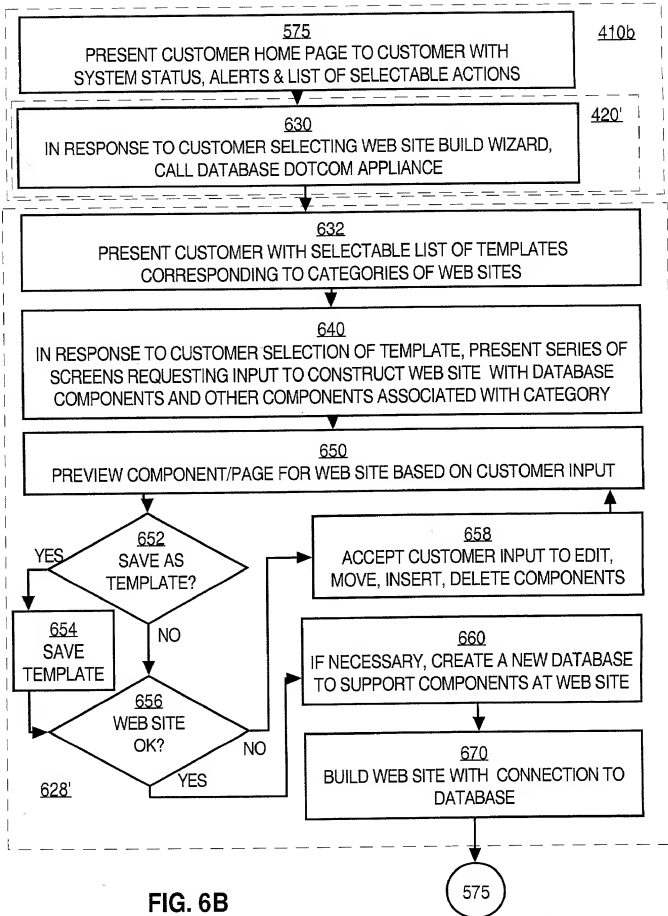 575
PRESENT CUSTOMER HOME PAGE TO CUSTOMER WITH
SYSTEM STATUS, ALERTS & LIST OF SELECTABLE ACTIONS
410b
630
IN RESPONSE TO CUSTOMER SELECTING WEB SITE BUILD WIZARD,
CALL DATABASE DOTCOM APPLIANCE
420'
632
PRESENT CUSTOMER WITH SELECTABLE LIST OF TEMPLATES
CORRESPONDING TO CATEGORIES OF WEB SITES
640
IN RESPONSE TO CUSTOMER SELECTION OF TEMPLATE, PRESENT SERIES OF
SCREENS REQUESTING INPUT TO CONSTRUCT WEB SITE WITH DATABASE
COMPONENTS AND OTHER COMPONENTS ASSOCIATED WITH CATEGORY
650
PREVIEW COMPONENT/PAGE FOR WEB SITE BASED ON CUSTOMER INPUT
652
SAVE AS
TEMPLATE?
YES
NO
654
SAVE
TEMPLATE
656
WEB SITE
OK?
NO
YES
658
ACCEPT CUSTOMER INPUT TO EDIT,
MOVE, INSERT, DELETE COMPONENTS
660
IF NECESSARY, CREATE A NEW DATABASE
TO SUPPORT COMPONENTS AT WEB SITE
670
BUILD WEB SITE WITH CONNECTION TO
DATABASE
628'
575
FIG. 6B